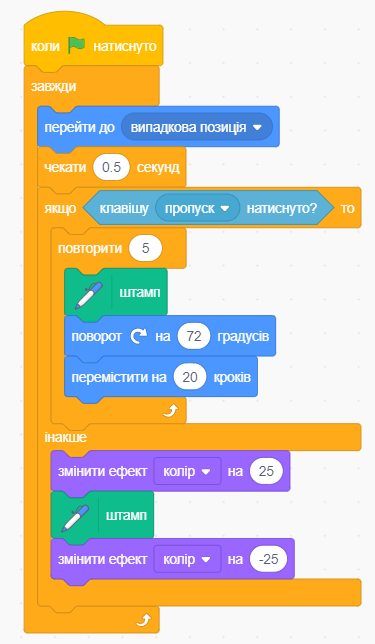 коли натиснуто
завжди
перейти до випадкова позиція
чекати 0.5 секунд
якщо клавішу пропуск натиснуто? то
повторити 5
штамп
поворот на 72 градусів
перемістити на 20 кроків
інакше
змінити ефект колір на 25
штамп
змінити ефект колір на -25